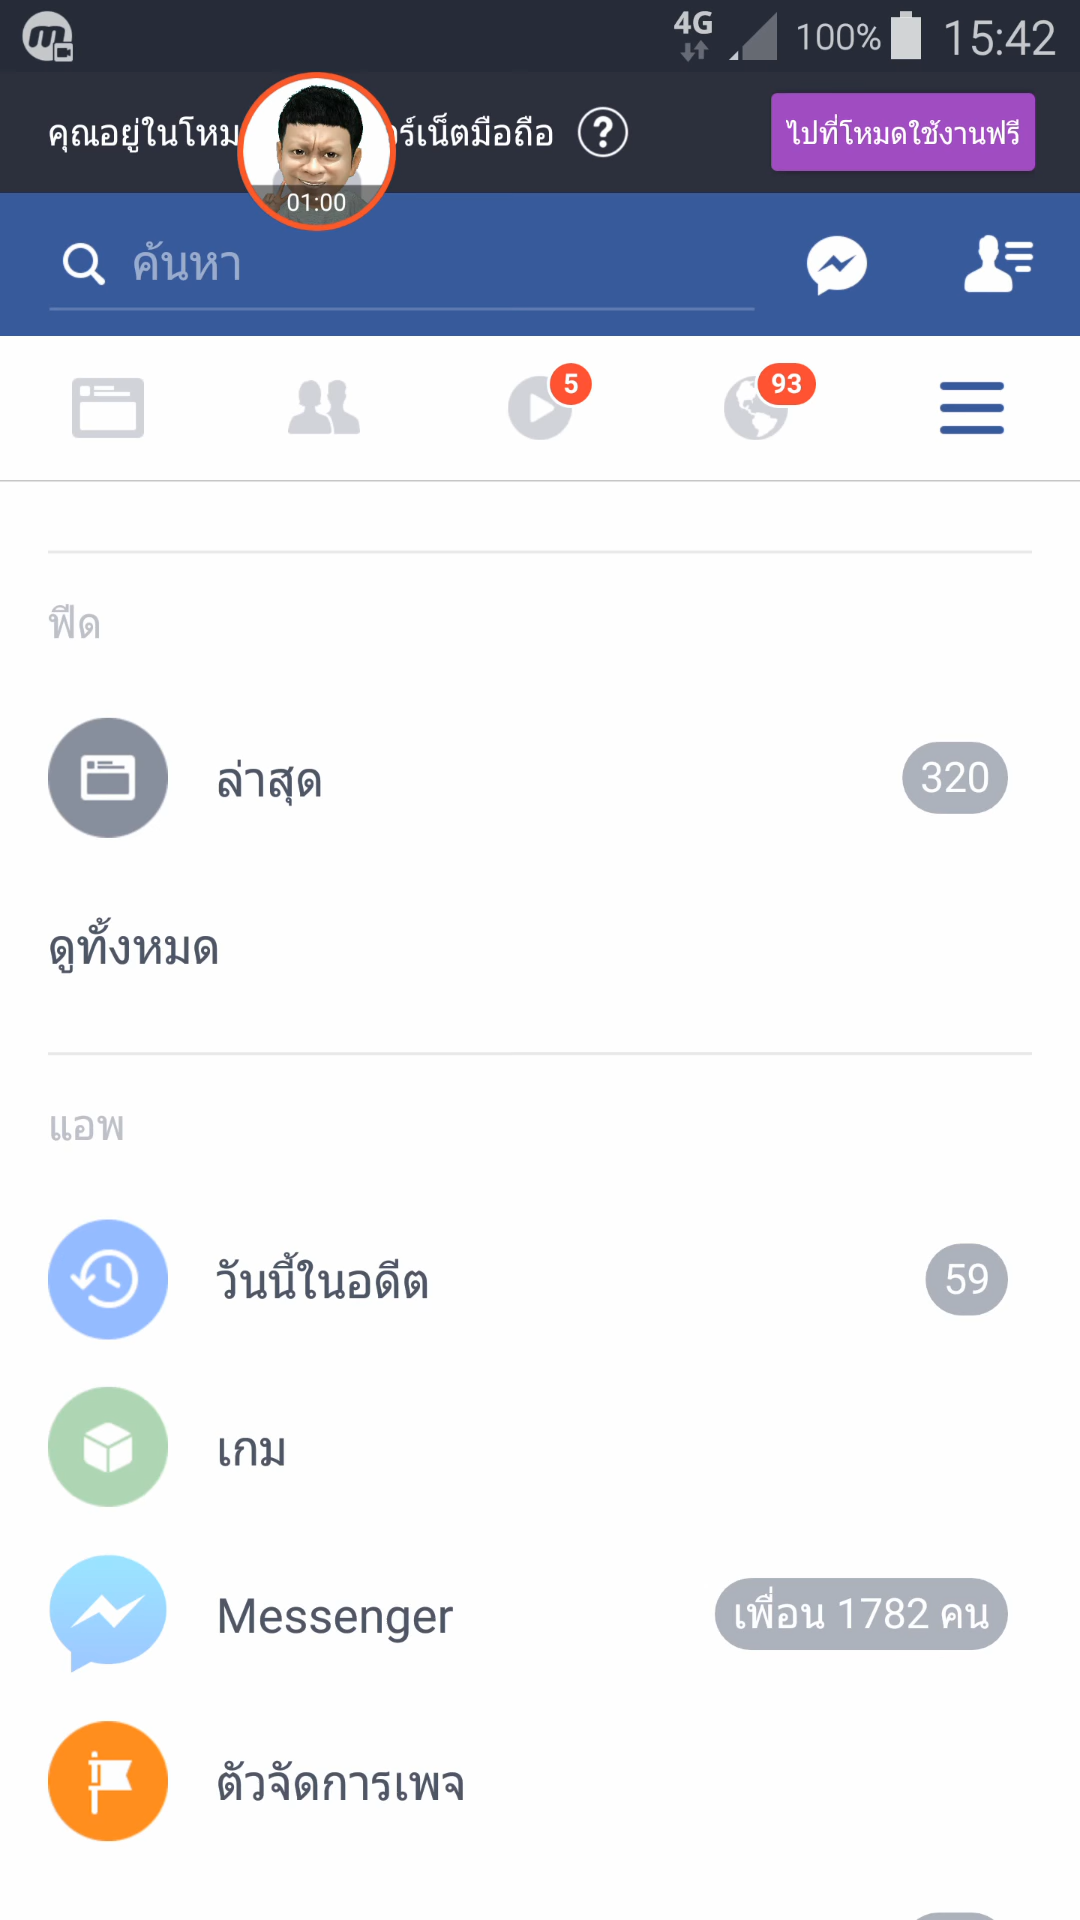 4G 100% 15:42
คุณอยู่ในโหม ร์เน็ตมือถือ ? ไปที่โหมดใช้งานฟรี
01:00
ค้นหา
5 93
ฟีด
ล่าสุด 320
ดูทั้งหมด
แอพ
วันนี้ในอดีต 59
เกม
Messenger เพื่อน 1782 คน
ตัวจัดการเพจ